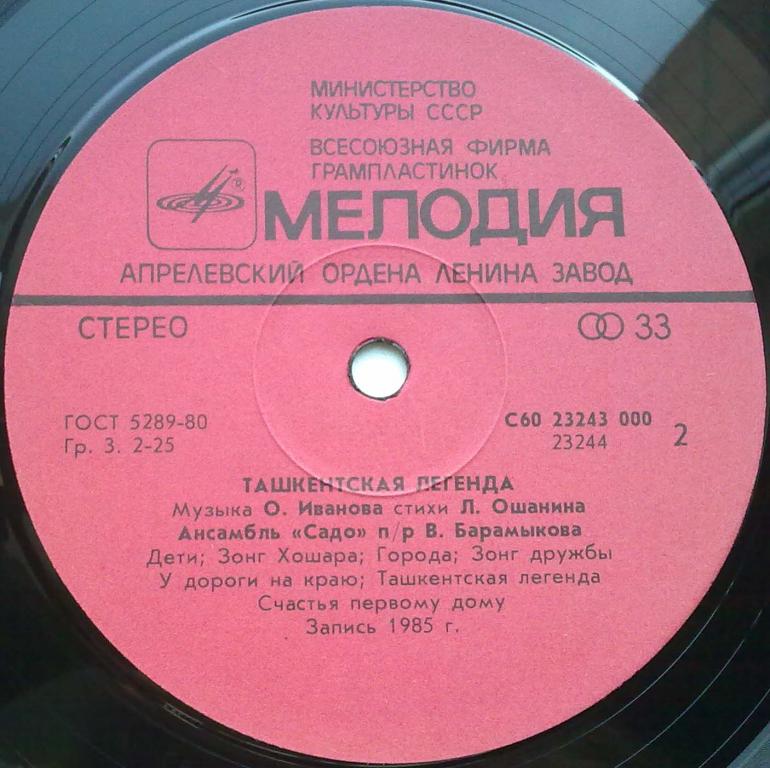 МИНИСТЕРСТВО
КУЛЬТУРЫ СССР
ВСЕСОЮЗНАЯ ФИРМА
ГРАМПЛАСТИНОК
®
МЕЛОДИЯ
АПРЕЛЕВСКИЙ ОРДЕНА ЛЕНИНА ЗАВОД
СТЕРЕО
33
ГОСТ 5289-80
Гр. 3. 2-25
С60 23243 000
23244
2
ТАШКЕНТСКАЯ ЛЕГЕНДА
Музыка О. Иванова стихи Л. Ошанина
Ансамбль «Садо» п/р В. Барамыкова
Дети; Зонг Хошара; Города; Зонг дружбы
У дороги на краю; Ташкентская легенда
Счастья первому дому
Запись 1985 г.